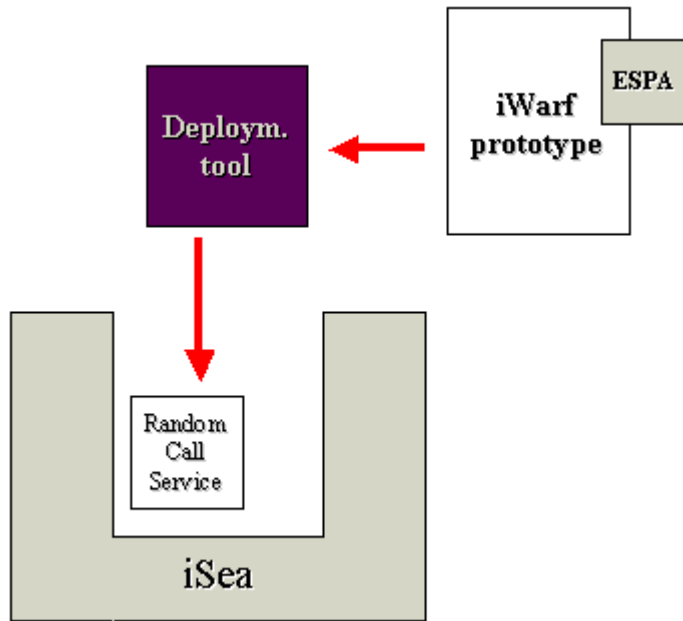 ESPA
iWarf
prototype
Deploym.
tool
Random
Call
Service
iSea